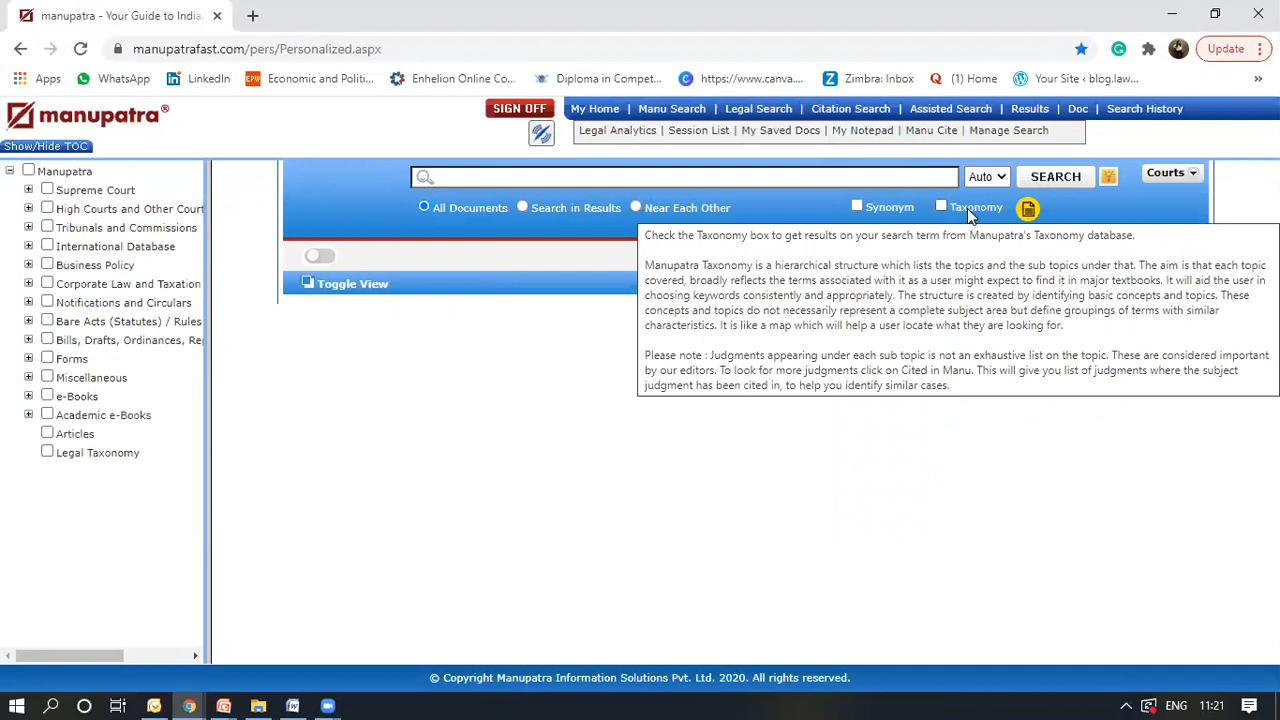 manupatra - Your Guide to India
manupatrafast.com/pers/Personalized.aspx
Update
Apps
WhatsApp
LinkedIn
EPW
Economic and Politi...
Enhelion Online Co...
Diploma in Compet...
https://www.canva....
Zimbra: Inbox
(1) Home
Your Site ‹ blog.law...
»
manupatra®
SIGN OFF
My Home | Manu Search | Legal Search | Citation Search | Assisted Search | Results | Doc | Search History
Legal Analytics | Session List | My Saved Docs | My Notepad | Manu Cite | Manage Search
Show/Hide TOC
Manupatra
Supreme Court
High Courts and Other Court
Tribunals and Commissions
International Database
Business Policy
Corporate Law and Taxation
Notifications and Circulars
Bare Acts (Statutes) / Rules
Bills, Drafts, Ordinances, Re
Forms
Miscellaneous
e-Books
Academic e-Books
Articles
Legal Taxonomy
Auto
SEARCH
Courts
All Documents
Search in Results
Near Each Other
Synonym
Taxonomy
Toggle View
Check the Taxonomy box to get results on your search term from Manupatra's Taxonomy database.
Manupatra Taxonomy is a hierarchical structure which lists the topics and the sub topics under that. The aim is that each topic
covered, broadly reflects the terms associated with it as a user might expect to find it in major textbooks. It will aid the user in
choosing keywords consistently and appropriately. The structure is created by identifying basic concepts and topics. These
concepts and topics do not necessarily represent a complete subject area but define groupings of terms with similar
characteristics. It is like a map which will help a user locate what they are looking for.
Please note : Judgments appearing under each sub topic is not an exhaustive list on the topic. These are considered important
by our editors. To look for more judgments click on Cited in Manu. This will give you list of judgments where the subject
judgment has been cited in, to help you identify similar cases.
© Copyright Manupatra Information Solutions Pvt. Ltd. 2020. All rights reserved.
ENG
11:21